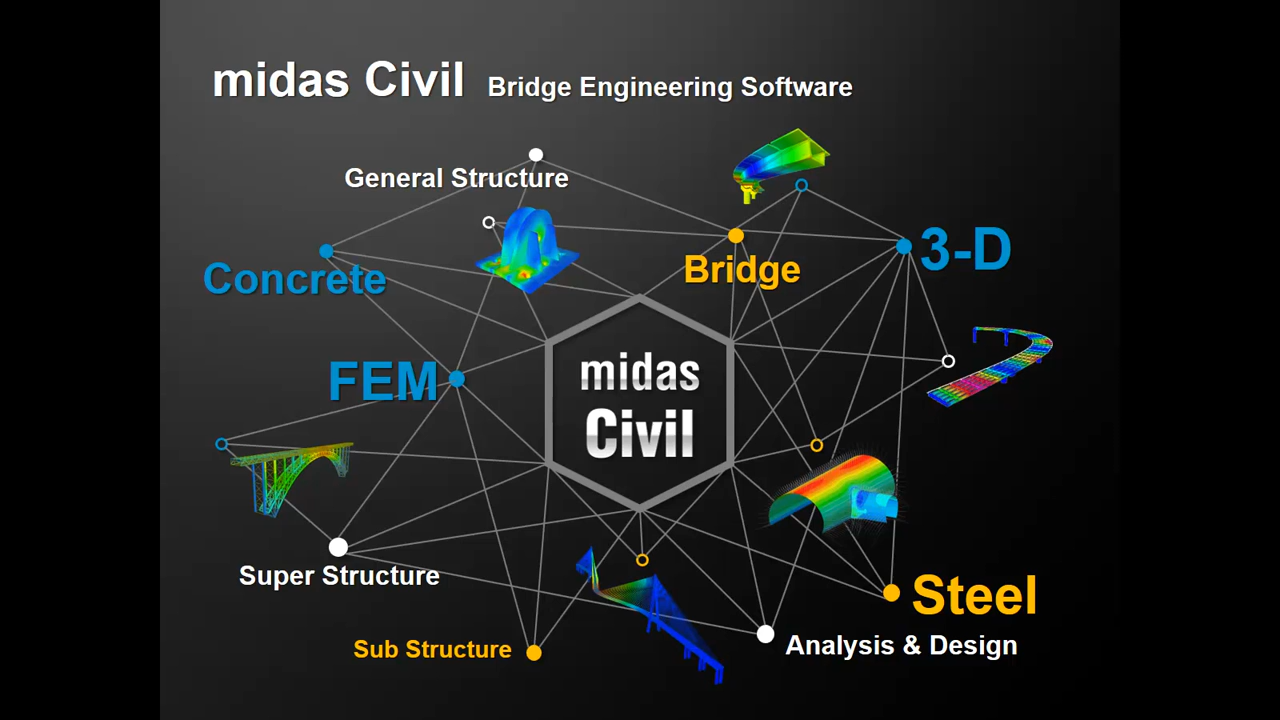 midas Civil Bridge Engineering Software
General Structure
3-D
Bridge
Concrete
midas
Civil
FEM
Super Structure
Steel
Analysis & Design
Sub Structure